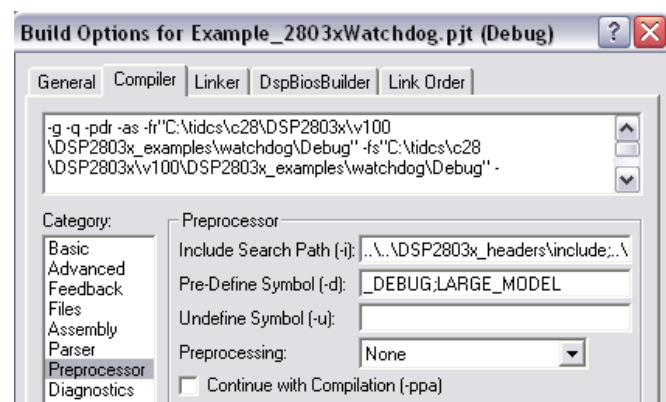 Build Options for Example_2803xWatchdog.pjt (Debug)
General Compiler Linker DspBiosBuilder Link Order
-g -q -pdr -as -fr"C:\tidcs\c28\DSP2803x\v100
\DSP2803x_examples\watchdog\Debug" -fs"C:\tidcs\c28
\DSP2803x\v100\DSP2803x_examples\watchdog\Debug" -
Category:
Basic
Advanced
Feedback
Files
Assembly
Parser
Preprocessor
Diagnostics
Preprocessor
Include Search Path (-i): ..\..\DSP2803x_headers\include;..\
Pre-Define Symbol (-d): _DEBUG;LARGE_MODEL
Undefine Symbol (-u):
Preprocessing: None
Continue with Compilation (-ppa)